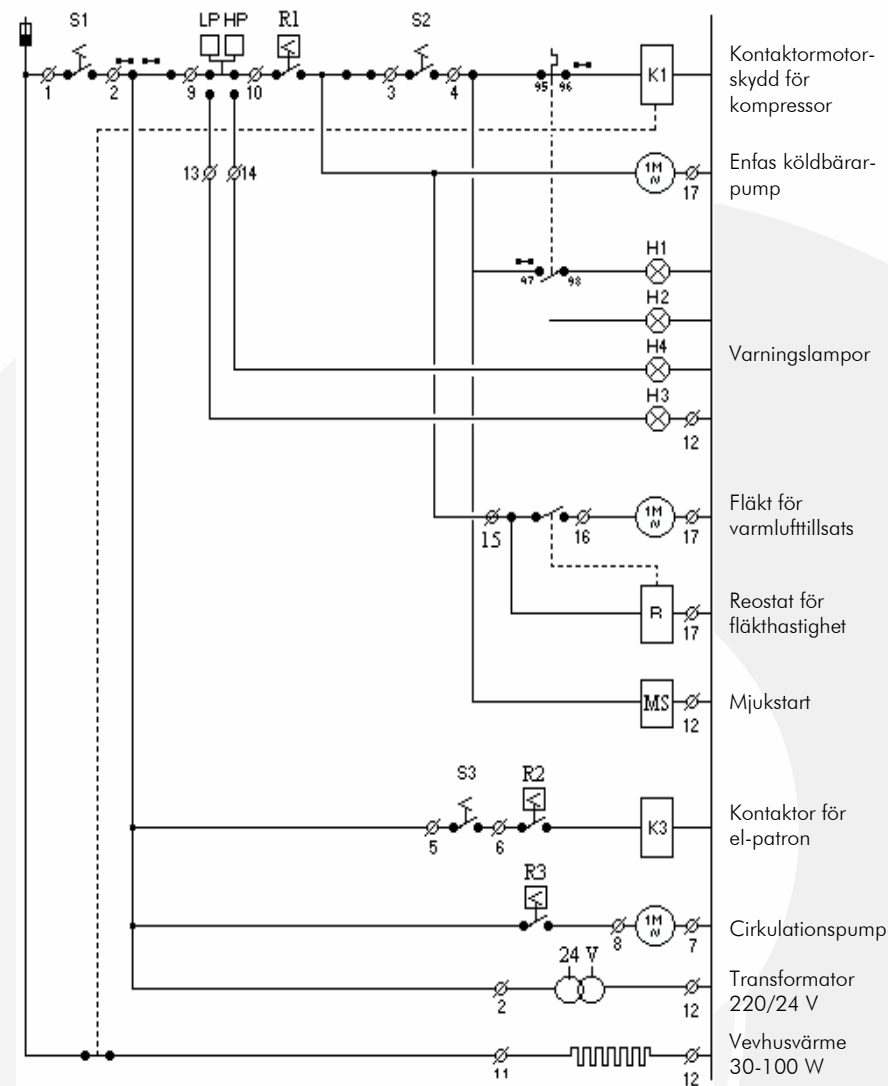 S1 LP HP R1 S2
1 2 9 10 3 4 95 96 K1
Kontaktormotor-
skydd för
kompressor
13 14 1M N 17
Enfas köldbärar-
pump
H1
97 98
H2
H4
H3
12
Varningslampor
15 16 1M N 17
Fläkt för
varmlufttillsats
R 17
Reostat för
fläkthastighet
MS 12
Mjukstart
S3 R2
5 6 K3
Kontaktor för
el-patron
R3
8 1M N 7
Cirkulationspump
24 V
2 12
Transformator
220/24 V
11 12
Vevhusvärme
30-100 W